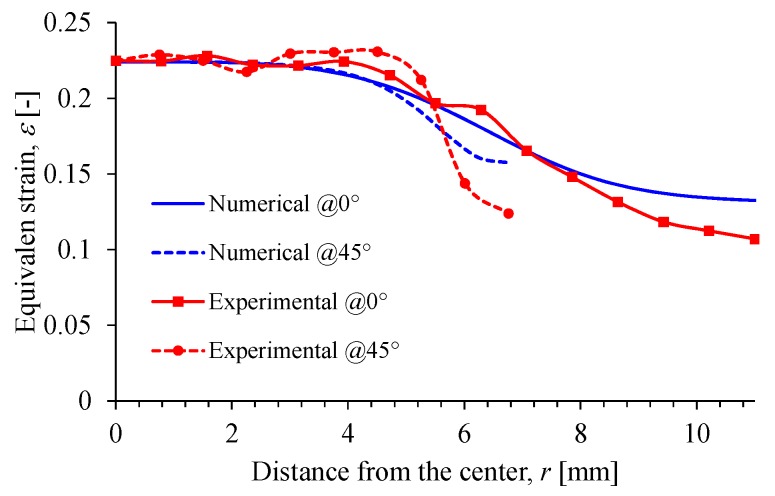 0.25
0.2
0.15
0.1
0.05
0
Equivalen strain, ε [-]
Numerical @0°
Numerical @45°
Experimental @0°
Experimental @45°
0 2 4 6 8 10
Distance from the center, r [mm]